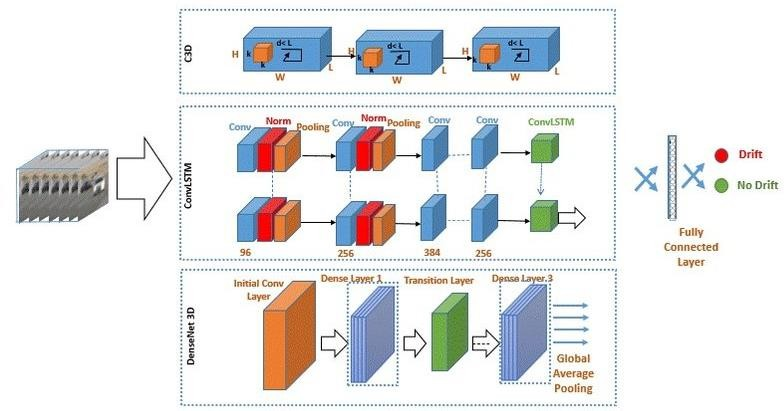 C3D
H
k
k
d< L
W
L
H
k
k
d< L
W
L
H
k
k
d< L
W
L
ConvLSTM
Conv
Norm
Pooling
Conv
Norm
Pooling
Conv
Conv
ConvLSTM
96
256
384
256
Drift
No Drift
Fully
Connected
Layer
DenseNet 3D
Initial Conv
Layer
Dense Layer 1
Transition Layer
Dense Layer 3
Global
Average
Pooling